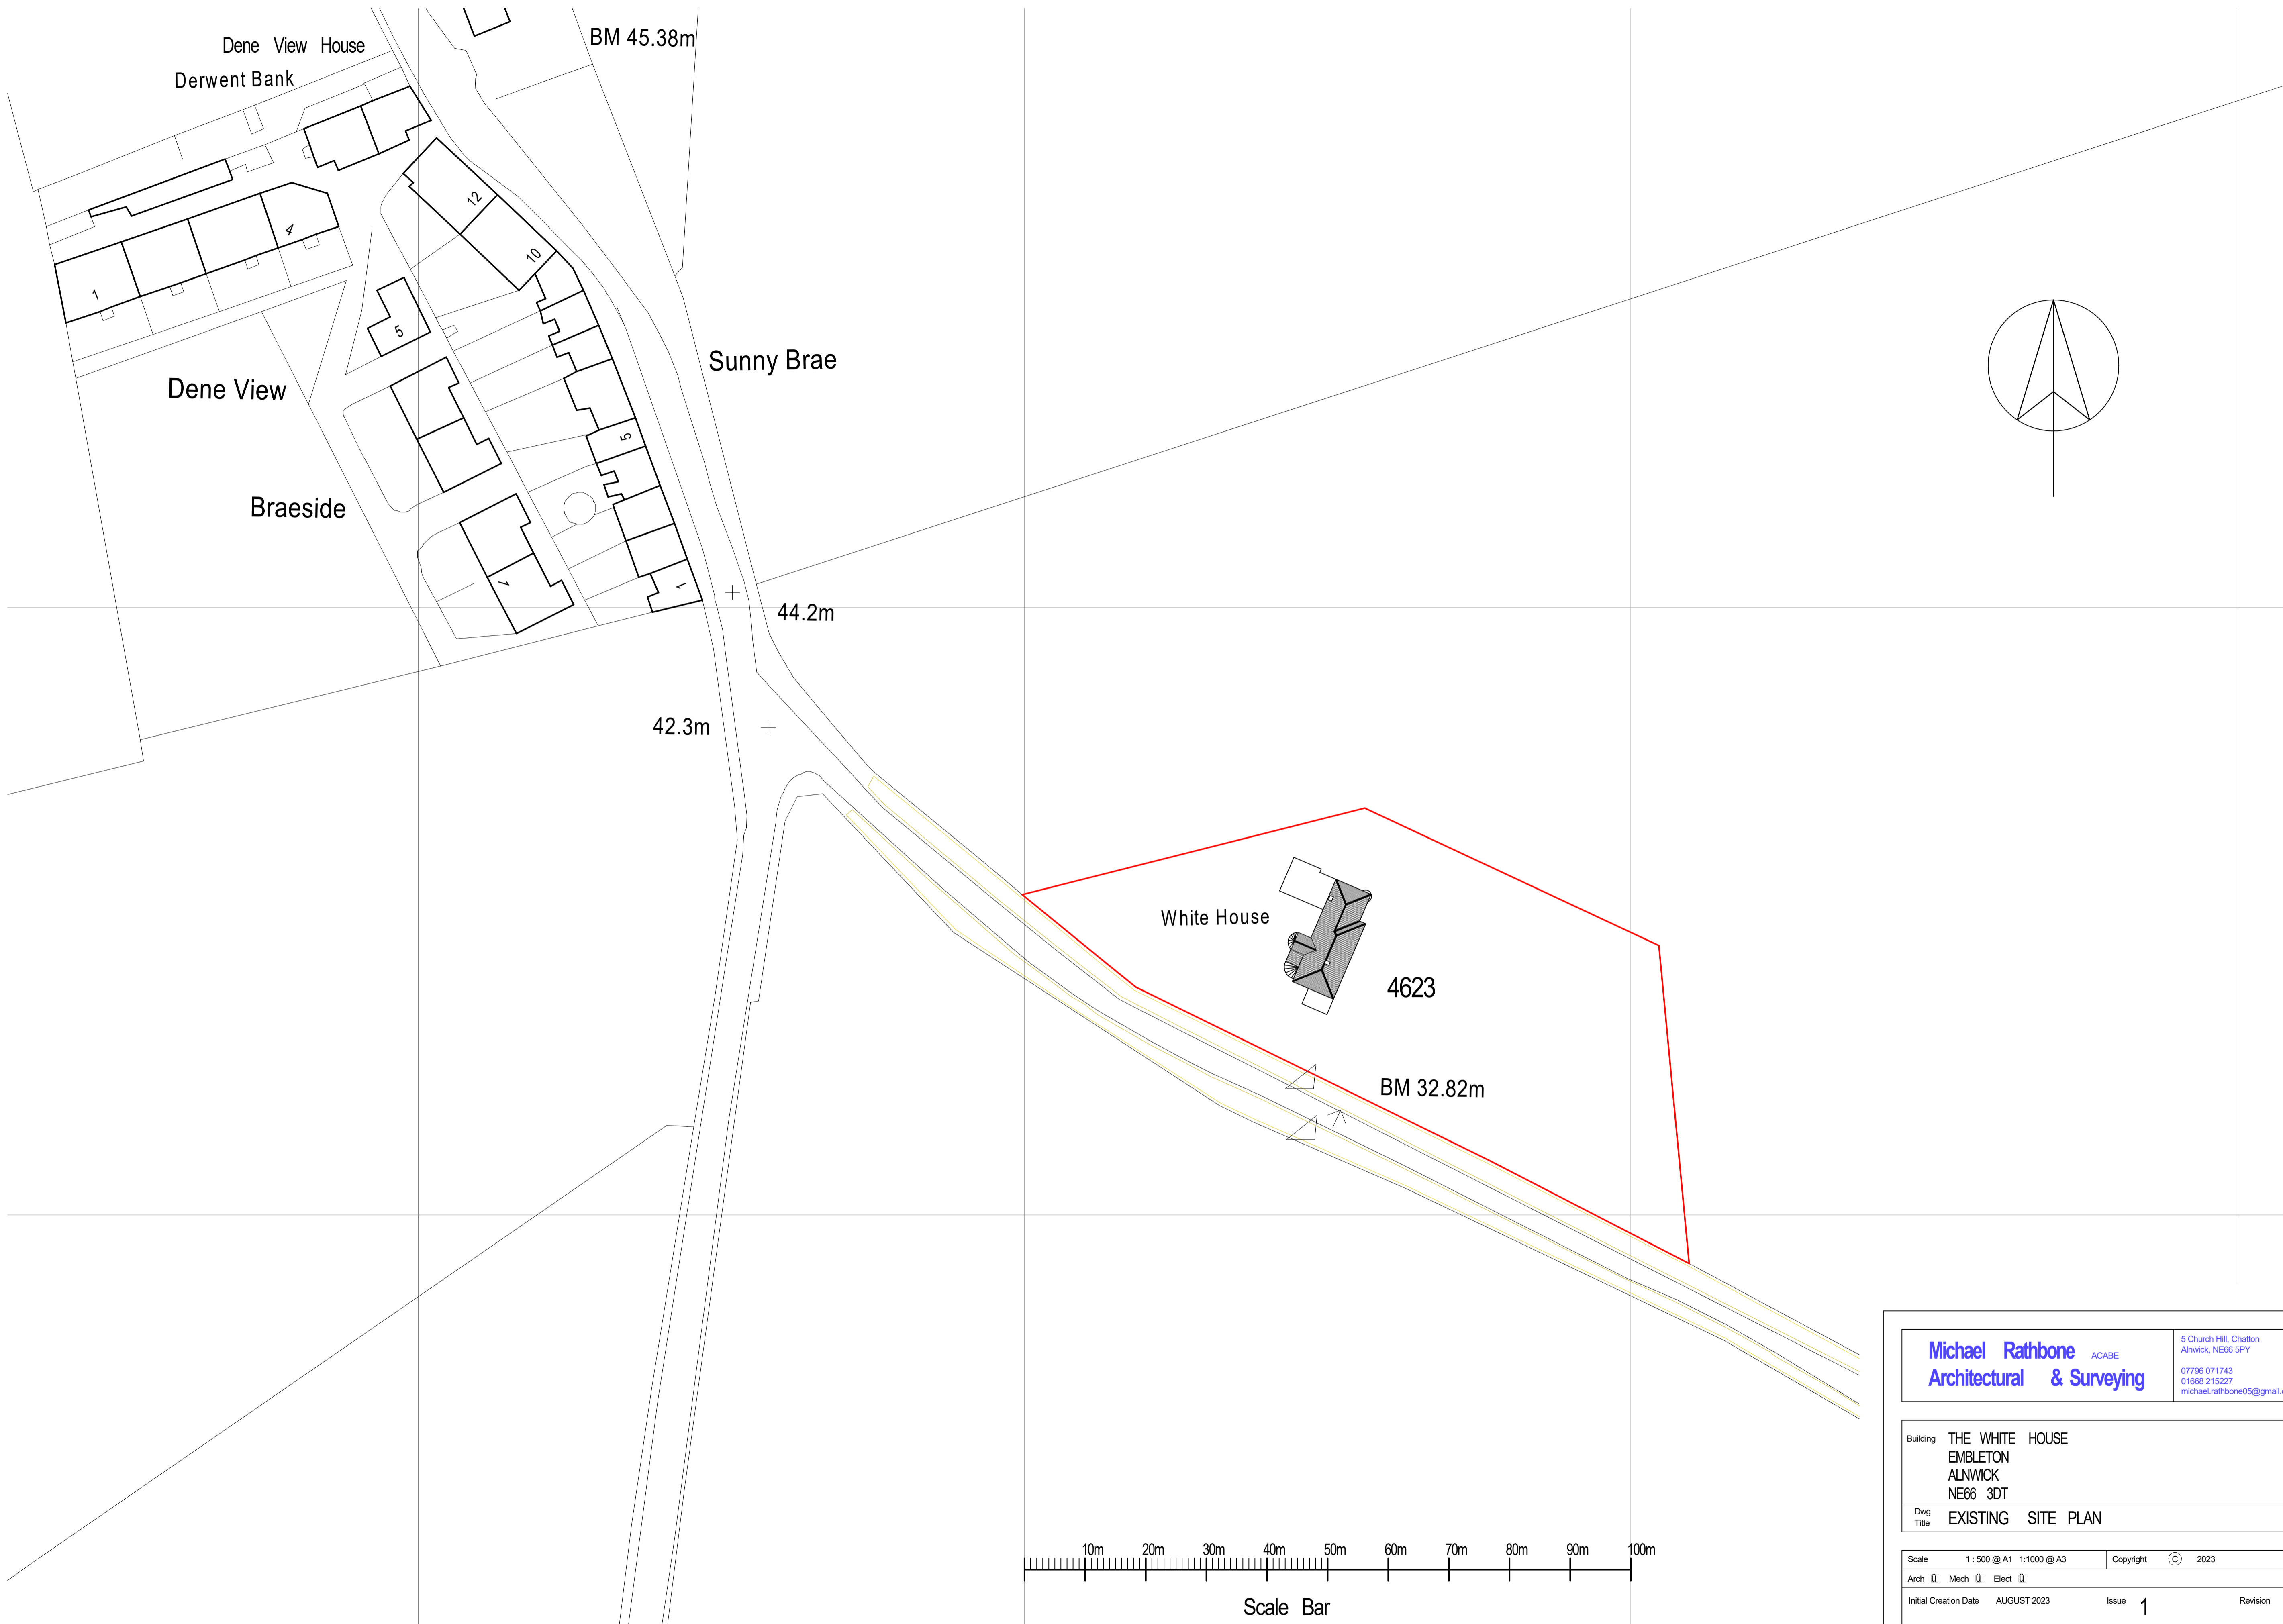 Dene View House
BM 45.38m
Derwent Bank
12
4
10
1
5
Sunny Brae
Dene View
5
Braeside
1
1
44.2m
42.3m
White House
4623
BM 32.82m
10m 20m 30m 40m 50m 60m 70m 80m 90m 100m
Scale Bar
Michael Rathbone ACABE
Architectural & Surveying
5 Church Hill, Chatton
Alnwick, NE66 5PY
07796 071743
01668 215227
michael.rathbone05@gmail.
Building THE WHITE HOUSE
EMBLETON
ALNWICK
NE66 3DT
Dwg
Title EXISTING SITE PLAN
Scale 1 : 500 @ A1 1:1000 @ A3 Copyright © 2023
Arch Mech Elect
Initial Creation Date AUGUST 2023 Issue 1 Revision